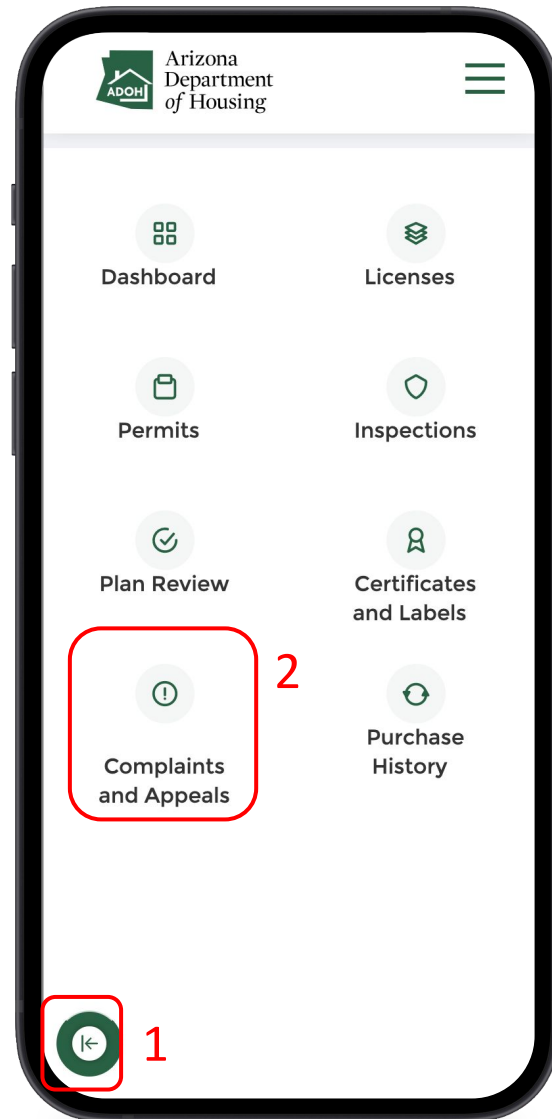 Arizona
Department
of Housing
ADOH
Dashboard
Licenses
Permits
Inspections
Plan Review
Certificates
and Labels
2
Complaints
and Appeals
Purchase
History
1